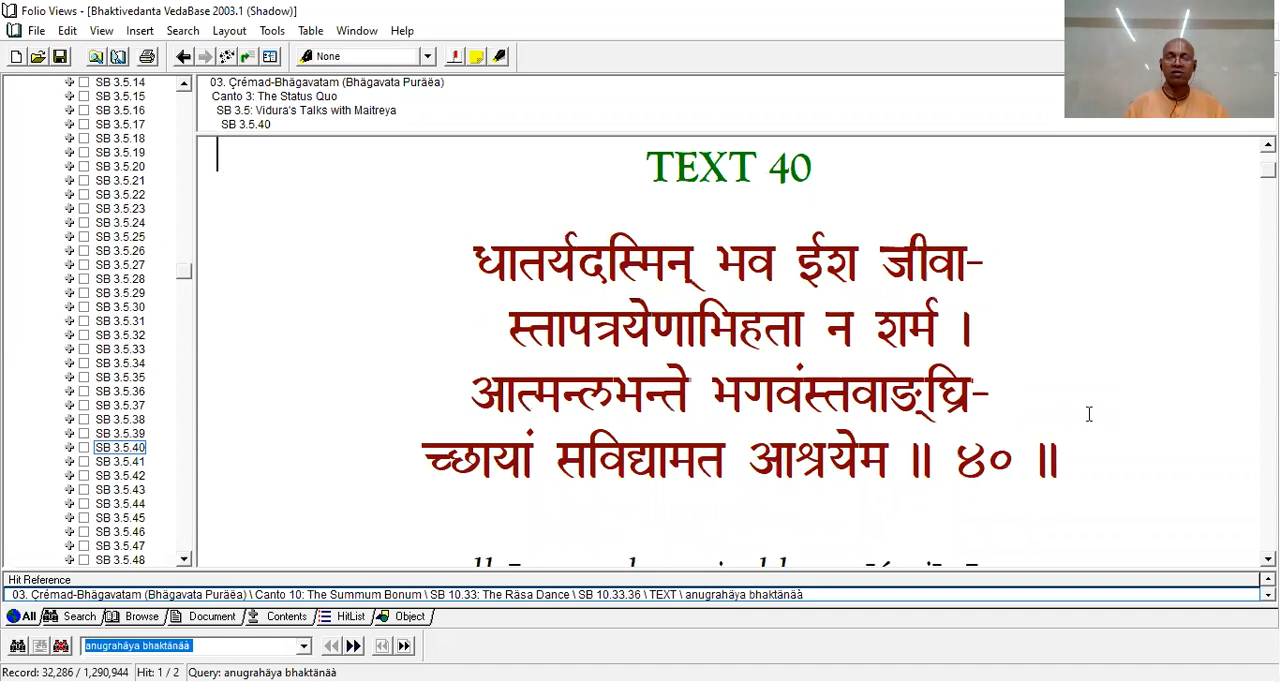 Folio Views - [Bhaktivedanta VedaBase 2003.1 (Shadow)]
File Edit View Insert Search Layout Tools Table Window Help
None
SB 3.5.14
SB 3.5.15
SB 3.5.16
SB 3.5.17
SB 3.5.18
SB 3.5.19
SB 3.5.20
SB 3.5.21
SB 3.5.22
SB 3.5.23
SB 3.5.24
SB 3.5.25
SB 3.5.26
SB 3.5.27
SB 3.5.28
SB 3.5.29
SB 3.5.30
SB 3.5.31
SB 3.5.32
SB 3.5.33
SB 3.5.34
SB 3.5.35
SB 3.5.36
SB 3.5.37
SB 3.5.38
SB 3.5.39
SB 3.5.40
SB 3.5.41
SB 3.5.42
SB 3.5.43
SB 3.5.44
SB 3.5.45
SB 3.5.46
SB 3.5.47
SB 3.5.48
03. Çrémad-Bhägavatam (Bhägavata Puräëa)
Canto 3: The Status Quo
SB 3.5: Vidura's Talks with Maitreya
SB 3.5.40
TEXT 40
धातर्यदस्मिन् भव ईश जीवा-
स्तापत्रयेणाभिहता न शर्म ।
आत्मन्लभन्ते भगवंस्तवाङ्घ्रि-
च्छायां सविद्यामत आश्रयेम ॥ ४० ॥
Hit Reference
03. Çrémad-Bhägavatam (Bhägavata Puräëa) \ Canto 10: The Summum Bonum \ SB 10.33: The Räsa Dance \ SB 10.33.36 \ TEXT \ anugrahäya bhaktänäà
All Search Browse Document Contents HitList Object
anugrahäya bhaktänäà
Record: 32,286 / 1,290,944 Hit: 1 / 2 Query: anugrahäya bhaktänäà